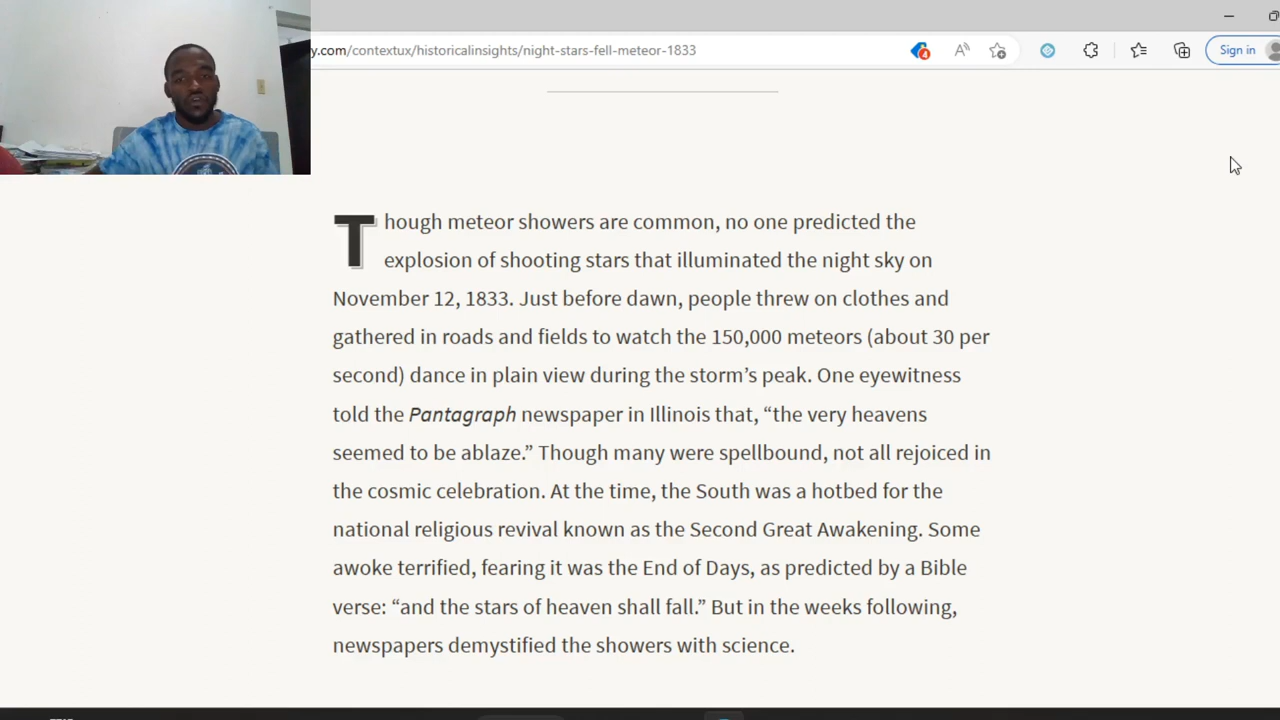 y.com/contextux/historicalinsights/night-stars-fell-meteor-1833
4
Sign in
Though meteor showers are common, no one predicted the
explosion of shooting stars that illuminated the night sky on
November 12, 1833. Just before dawn, people threw on clothes and
gathered in roads and fields to watch the 150,000 meteors (about 30 per
second) dance in plain view during the storm’s peak. One eyewitness
told the Pantagraph newspaper in Illinois that, “the very heavens
seemed to be ablaze.” Though many were spellbound, not all rejoiced in
the cosmic celebration. At the time, the South was a hotbed for the
national religious revival known as the Second Great Awakening. Some
awoke terrified, fearing it was the End of Days, as predicted by a Bible
verse: “and the stars of heaven shall fall.” But in the weeks following,
newspapers demystified the showers with science.